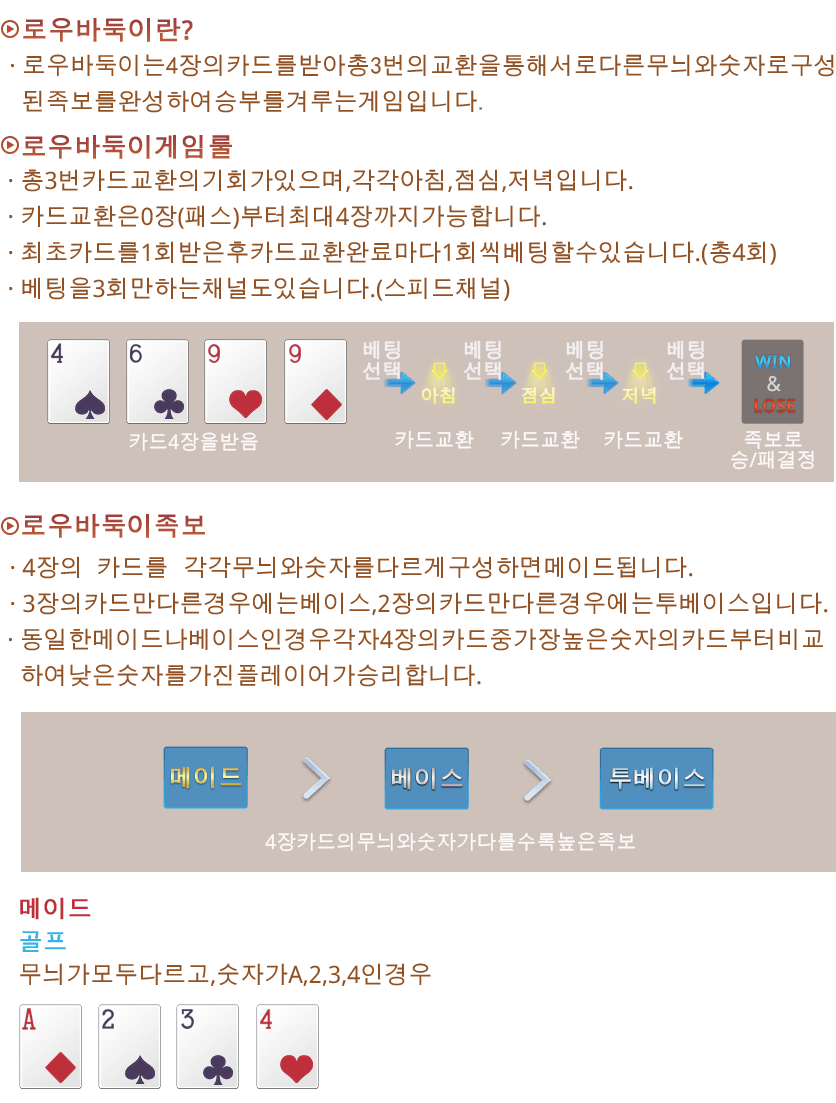 로우바둑이란?
· 로우바둑이는4장의카드를받아총3번의교환을통해서로다른무늬와숫자로구성
된족보를완성하여승부를겨루는게임입니다.
로우바둑이게임룰
· 총3번카드교환의기회가있으며,각각아침,점심,저녁입니다.
· 카드교환은0장(패스)부터최대4장까지가능합니다.
· 최초카드를1회받은후카드교환완료마다1회씩베팅할수있습니다.(총4회)
· 베팅을3회만하는채널도있습니다.(스피드채널)
4 6 9 9
베팅 베팅 베팅 베팅
선택 선택 선택 선택
아침 점심 저녁
WIN
&
LOSE
카드4장을받음
카드교환 카드교환 카드교환
족보로
승/패결정
로우바둑이족보
· 4장의 카드를 각각무늬와숫자를다르게구성하면메이드됩니다.
· 3장의카드만다른경우에는베이스,2장의카드만다른경우에는투베이스입니다.
· 동일한메이드나베이스인경우각자4장의카드중가장높은숫자의카드부터비교
하여낮은숫자를가진플레이어가승리합니다.
메이드 > 베이스 > 투베이스
4장카드의무늬와숫자가다를수록높은족보
메이드
골프
무늬가모두다르고,숫자가A,2,3,4인경우
A 2 3 4